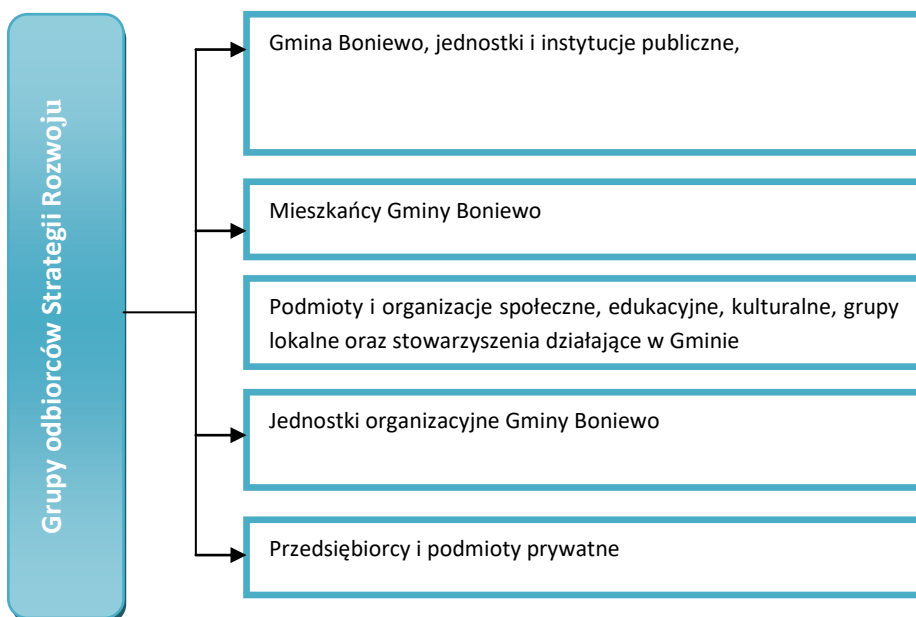 Grupy odbiorców Strategii Rozwoju
Gmina Boniewo, jednostki i instytucje publiczne,
Mieszkańcy Gminy Boniewo
Podmioty i organizacje społeczne, edukacyjne, kulturalne, grupy
lokalne oraz stowarzyszenia działające w Gminie
Jednostki organizacyjne Gminy Boniewo
Przedsiębiorcy i podmioty prywatne